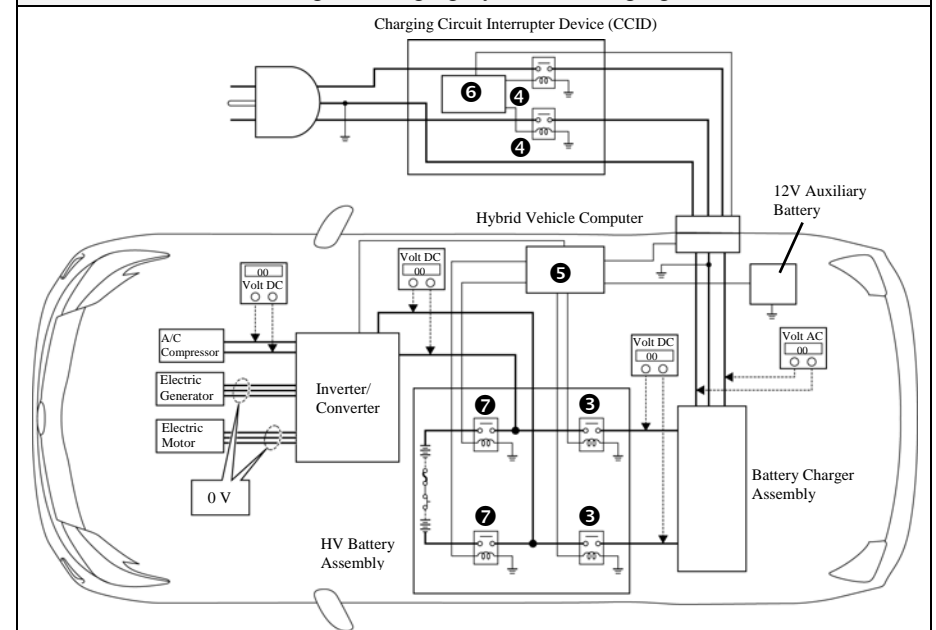 Charging Circuit Interrupter Device (CCID)
❻
❹
❹
12V Auxiliary
Battery
Hybrid Vehicle Computer
❺
Volt DC
00
00
Volt DC
Volt DC
00
Volt AC
00
A/C
Compressor
Electric
Generator
Electric
Motor
Inverter/
Converter
0 V
❼
❸
❼
❸
HV Battery
Assembly
Battery Charger
Assembly